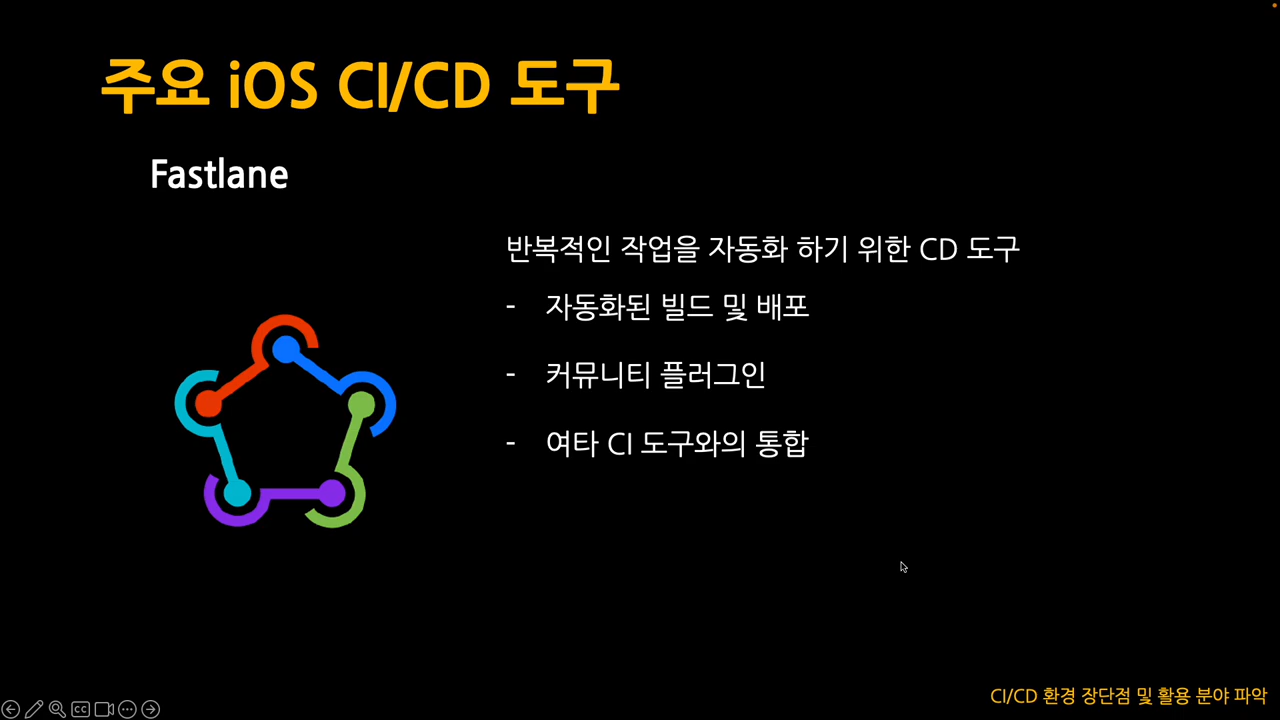 주요 iOS CI/CD 도구
Fastlane
반복적인 작업을 자동화 하기 위한 CD 도구
- 자동화된 빌드 및 배포
- 커뮤니티 플러그인
- 여타 CI 도구와의 통합
CI/CD 환경 장단점 및 활용 분야 파악
CC